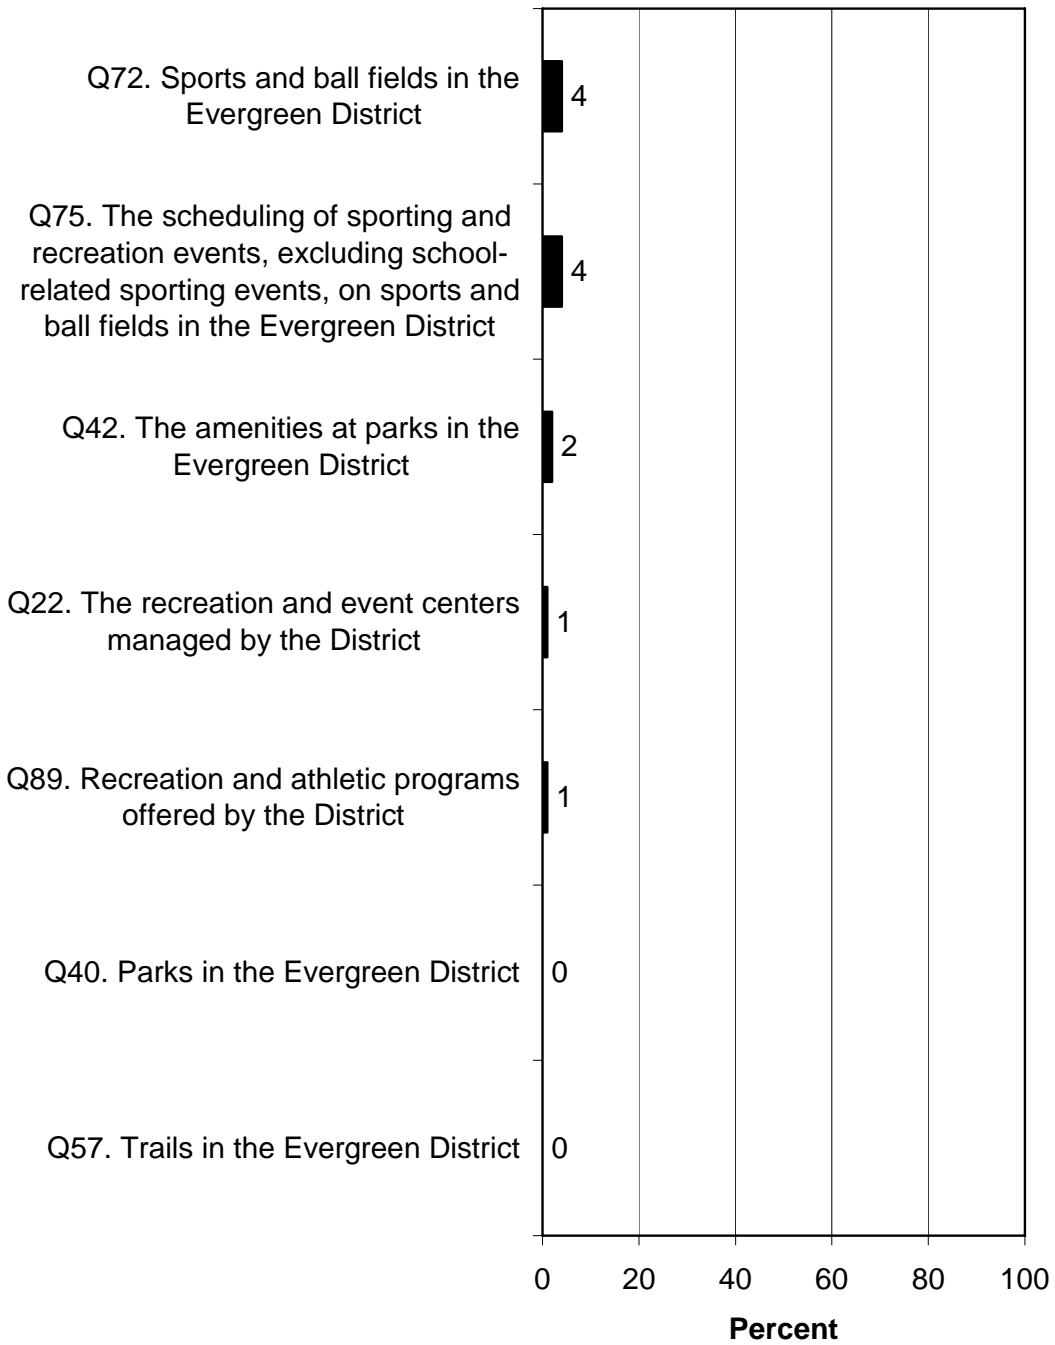 Q72. Sports and ball fields in the
Evergreen District
4
Q75. The scheduling of sporting and
recreation events, excluding school-
related sporting events, on sports and
ball fields in the Evergreen District
4
Q42. The amenities at parks in the
Evergreen District
2
Q22. The recreation and event centers
managed by the District
1
Q89. Recreation and athletic programs
offered by the District
1
Q40. Parks in the Evergreen District 0
Q57. Trails in the Evergreen District 0
0 20 40 60 80 100
Percent